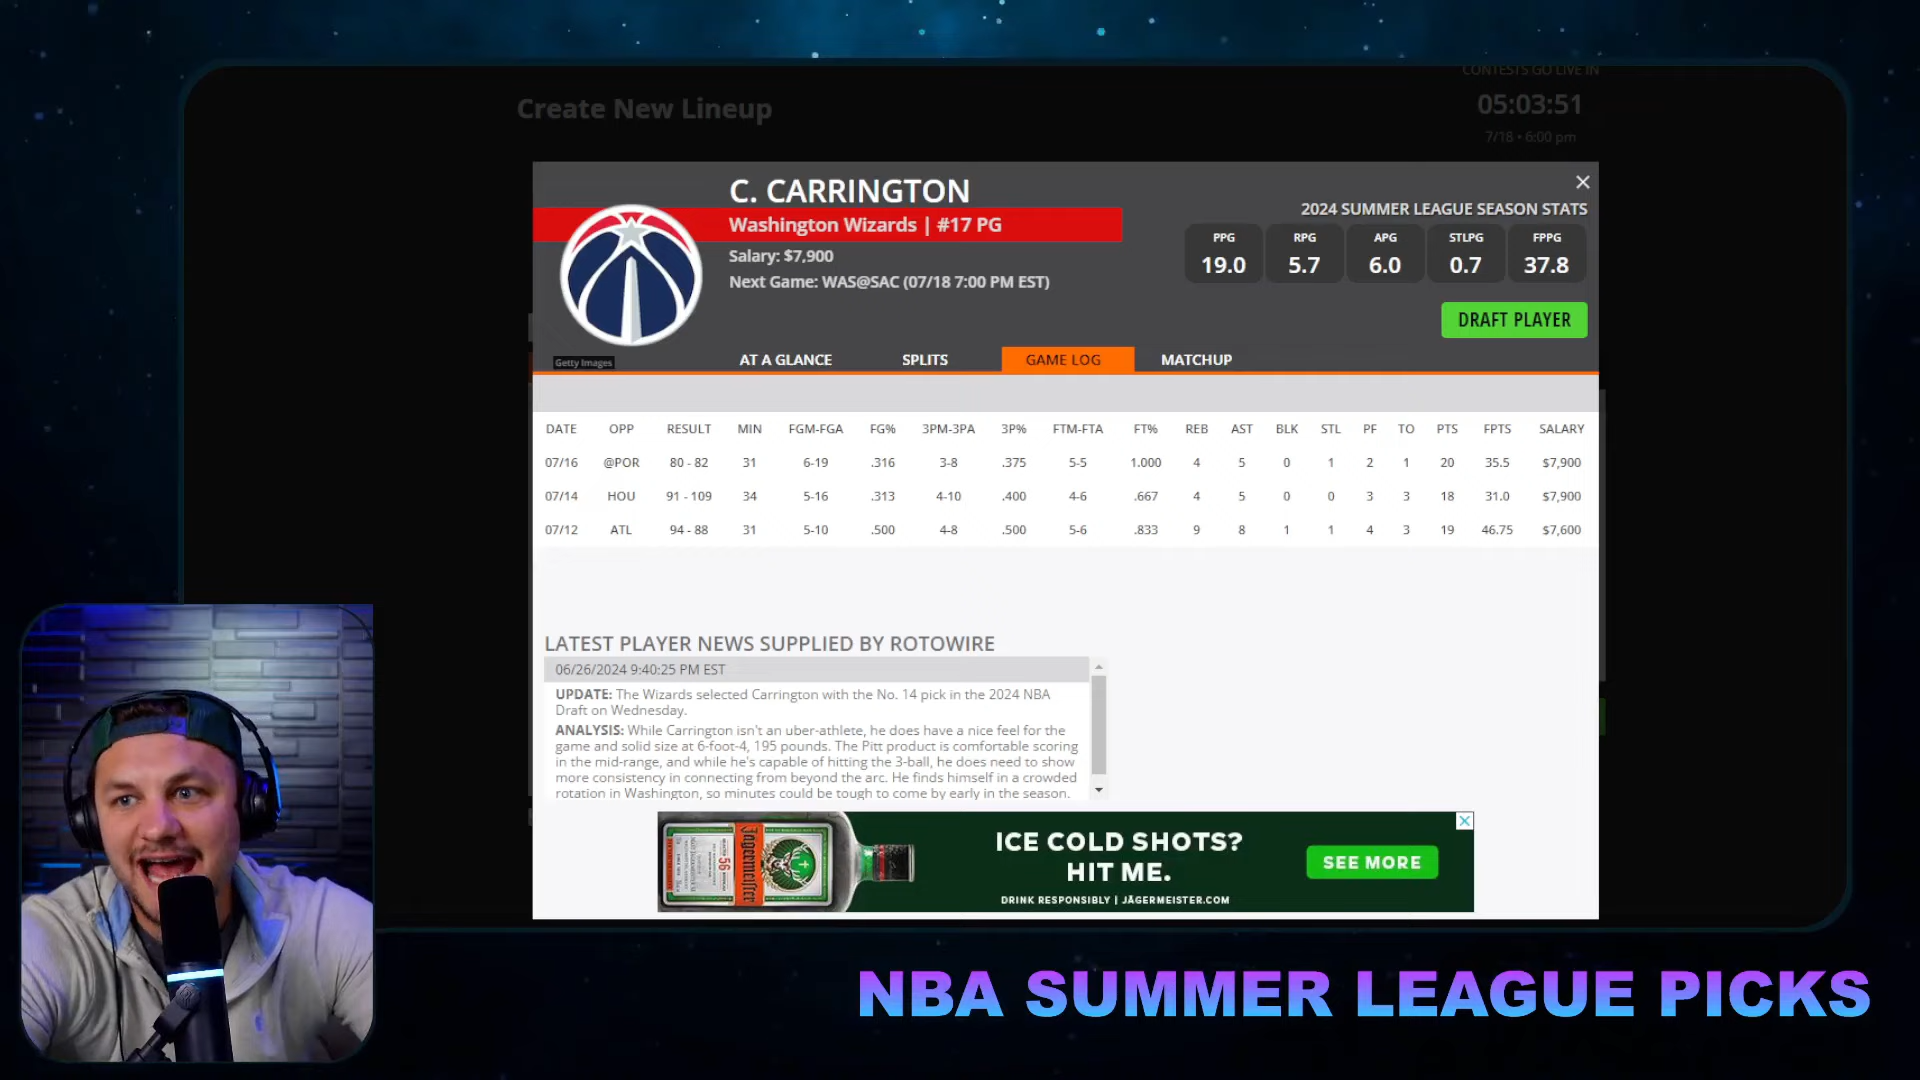 CONTESTS GO LIVE IN
Create New Lineup
05:03:51
7/18 • 6:00 pm
C. CARRINGTON
Washington Wizards | #17 PG
Salary: $7,900
Next Game: WAS@SAC (07/18 7:00 PM EST)
2024 SUMMER LEAGUE SEASON STATS
PPG RPG APG STLPG FPPG
19.0 5.7 6.0 0.7 37.8
DRAFT PLAYER
Getty Images
AT A GLANCE SPLITS GAME LOG MATCHUP
DATE OPP RESULT MIN FGM-FGA FG% 3PM-3PA 3P% FTM-FTA FT% REB AST BLK STL PF TO PTS FPTS SALARY
07/16 @POR 80 - 82 31 6-19 .316 3-8 .375 5-5 1.000 4 5 0 1 2 1 20 35.5 $7,900
07/14 HOU 91 - 109 34 5-16 .313 4-10 .400 4-6 .667 4 5 0 0 3 3 18 31.0 $7,900
07/12 ATL 94 - 88 31 5-10 .500 4-8 .500 5-6 .833 9 8 1 1 4 3 19 46.75 $7,600
LATEST PLAYER NEWS SUPPLIED BY ROTOWIRE
06/26/2024 9:40:25 PM EST
UPDATE: The Wizards selected Carrington with the No. 14 pick in the 2024 NBA
Draft on Wednesday.
ANALYSIS: While Carrington isn't an uber-athlete, he does have a nice feel for the
game and solid size at 6-foot-4, 195 pounds. The Pitt product is comfortable scoring
in the mid-range, and while he's capable of hitting the 3-ball, he does need to show
more consistency in connecting from beyond the arc. He finds himself in a crowded
rotation in Washington, so minutes could be tough to come by early in the season.
Jägermeister
56
ICE COLD SHOTS?
HIT ME.
DRINK RESPONSIBLY | JÄGERMEISTER.COM
SEE MORE
NBA SUMMER LEAGUE PICKS